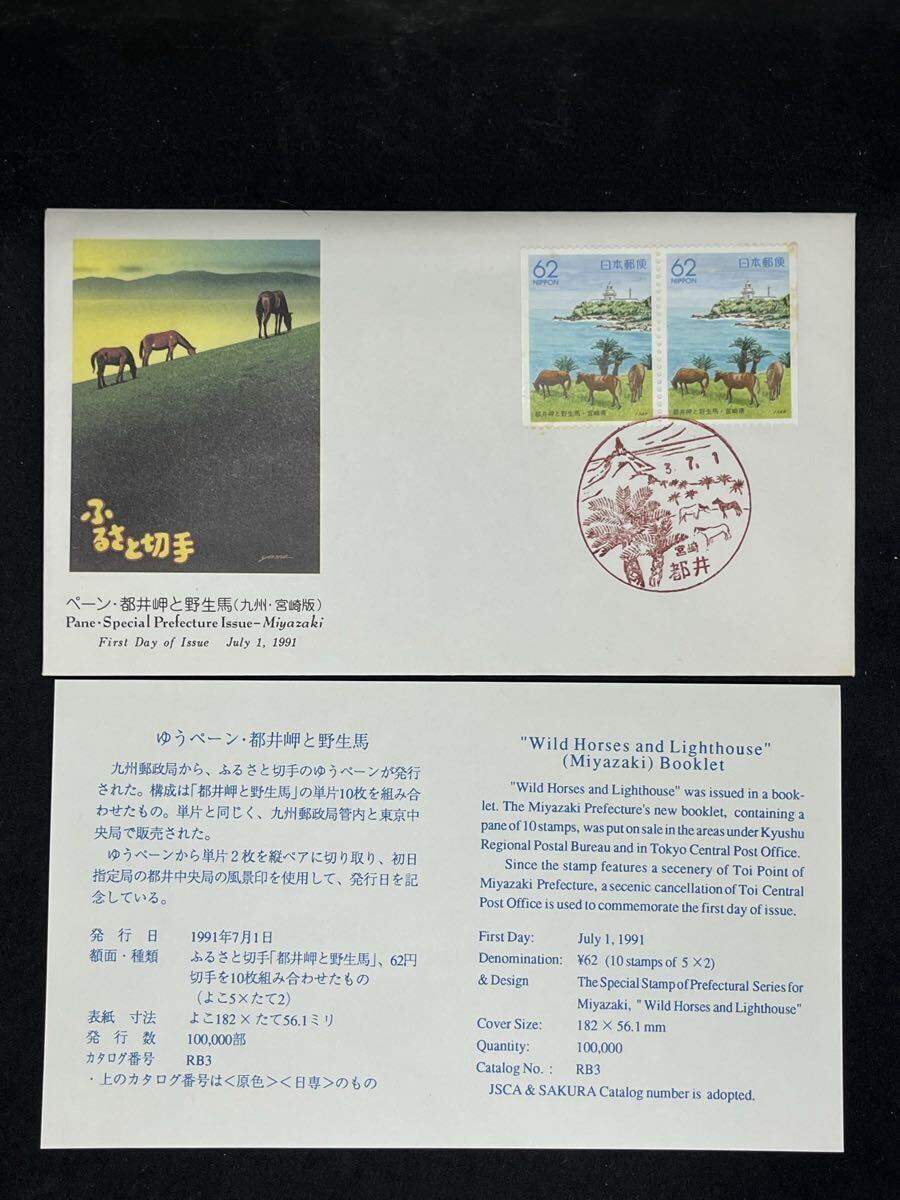 62
NIPPON
日本郵便
都井岬と野生馬・宮崎県
62
NIPPON
日本郵便
都井岬と野生馬・宮崎県
3.7.1
宮崎
都井
ふるさと切手
ペーン・都井岬と野生馬(九州・宮崎版)
Pane・Special Prefecture Issue－Miyazaki
First Day of Issue July 1, 1991
ゆうペーン・都井岬と野生馬
九州郵政局から、ふるさと切手のゆうペーンが発行
された。構成は「都井岬と野生馬」の単片10枚を組み合
わせたもの。単片と同じく、九州郵政局管内と東京中
央局で販売された。
ゆうペーンから単片２枚を縦ペアに切り取り、初日
指定局の都井中央局の風景印を使用して、発行日を記
念している。
発行日 1991年7月1日
額面・種類 ふるさと切手「都井岬と野生馬」、62円
切手を10枚組み合わせたもの
(よこ5×たて2)
表紙 寸法 よこ182×たて56.1ミリ
発行数 100,000部
カタログ番号 RB3
・上のカタログ番号は＜原色＞＜日専＞のもの
"Wild Horses and Lighthouse"
(Miyazaki) Booklet
"Wild Horses and Lighthouse" was issued in a book-
let. The Miyazaki Prefecture's new booklet, containing
a pane of 10 stamps, was put on sale in the areas under Kyushu
Regional Postal Bureau and in Tokyo Central Post Office.
Since the stamp features a secenery of Toi Point of
Miyazaki Prefecture, a secenic cancellation of Toi Central
Post Office is used to commemorate the first day of issue.
First Day: July 1, 1991
Denomination: ¥62 (10 stamps of 5×2)
& Design The Special Stamp of Prefectural Series for
Miyazaki, "Wild Horses and Lighthouse"
Cover Size: 182×56.1 mm
Quantity: 100,000
Catalog No.: RB3
JSCA & SAKURA Catalog number is adopted.